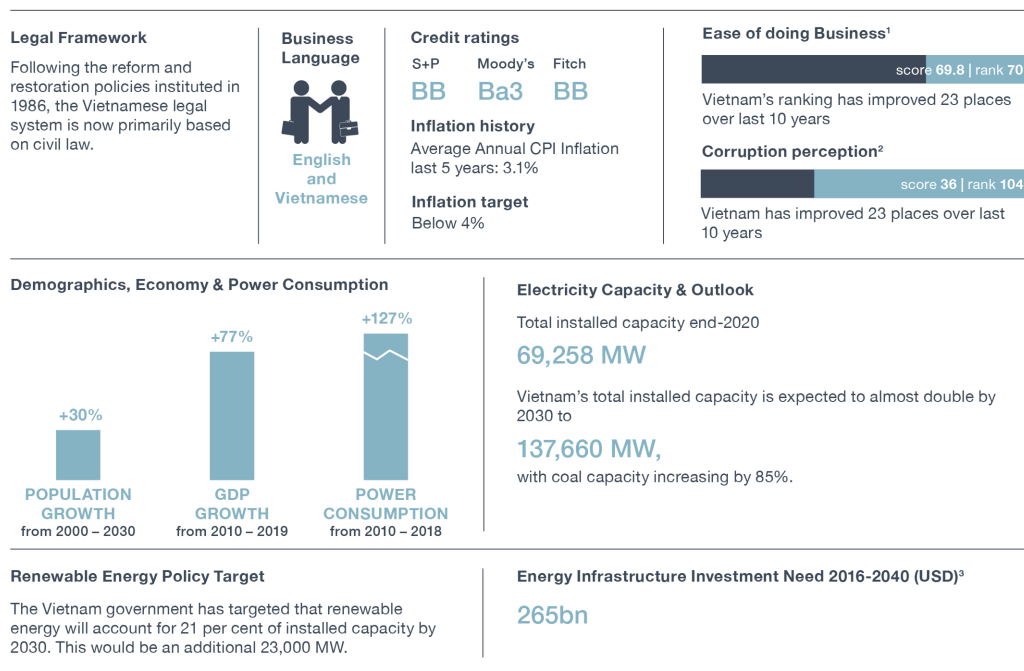 Legal Framework
Following the reform and
restoration policies instituted in
1986, the Vietnamese legal
system is now primarily based
on civil law.
Business
Language
English
and
Vietnamese
Credit ratings
S+P Moody’s Fitch
BB Ba3 BB
Inflation history
Average Annual CPI Inflation
last 5 years: 3.1%
Inflation target
Below 4%
Ease of doing Business¹
score 69.8 | rank 70
Vietnam’s ranking has improved 23 places
over last 10 years
Corruption perception²
score 36 | rank 104
Vietnam has improved 23 places over last
10 years
Demographics, Economy & Power Consumption
+30%
POPULATION
GROWTH
from 2000 – 2030
+77%
GDP
GROWTH
from 2010 – 2019
+127%
POWER
CONSUMPTION
from 2010 – 2018
Electricity Capacity & Outlook
Total installed capacity end-2020
69,258 MW
Vietnam’s total installed capacity is expected to almost double by
2030 to
137,660 MW,
with coal capacity increasing by 85%.
Renewable Energy Policy Target
The Vietnam government has targeted that renewable
energy will account for 21 per cent of installed capacity by
2030. This would be an additional 23,000 MW.
Energy Infrastructure Investment Need 2016-2040 (USD)³
265bn